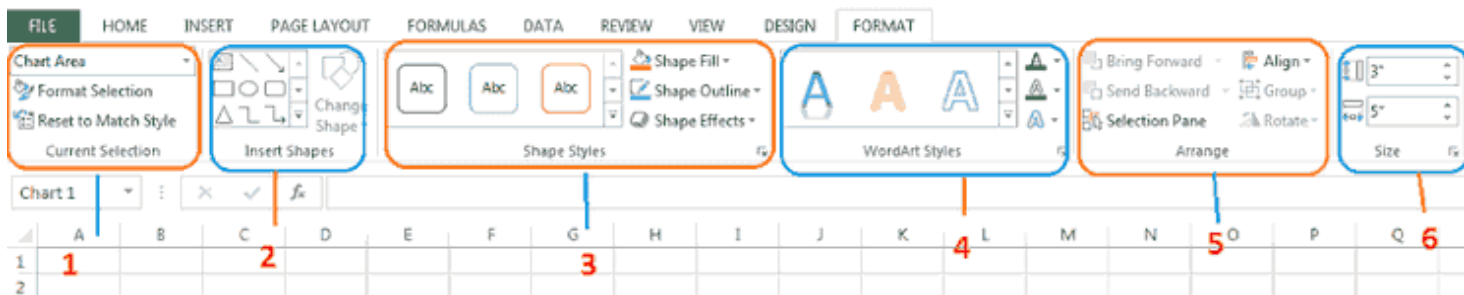 FILE HOME INSERT PAGE LAYOUT FORMULAS DATA REVIEW VIEW DESIGN FORMAT
Chart Area
Format Selection
Reset to Match Style
Current Selection
Change
Shape
Insert Shapes
Abc Abc Abc
Shape Fill
Shape Outline
Shape Effects
Shape Styles
A A A
A
A
A
WordArt Styles
Bring Forward
Send Backward
Selection Pane
Align
Group
Rotate
Arrange
3"
5"
Size
Chart 1 fx
A B C D E F G H I J K L M N O P Q
1 2 3 4 5 6
1
2